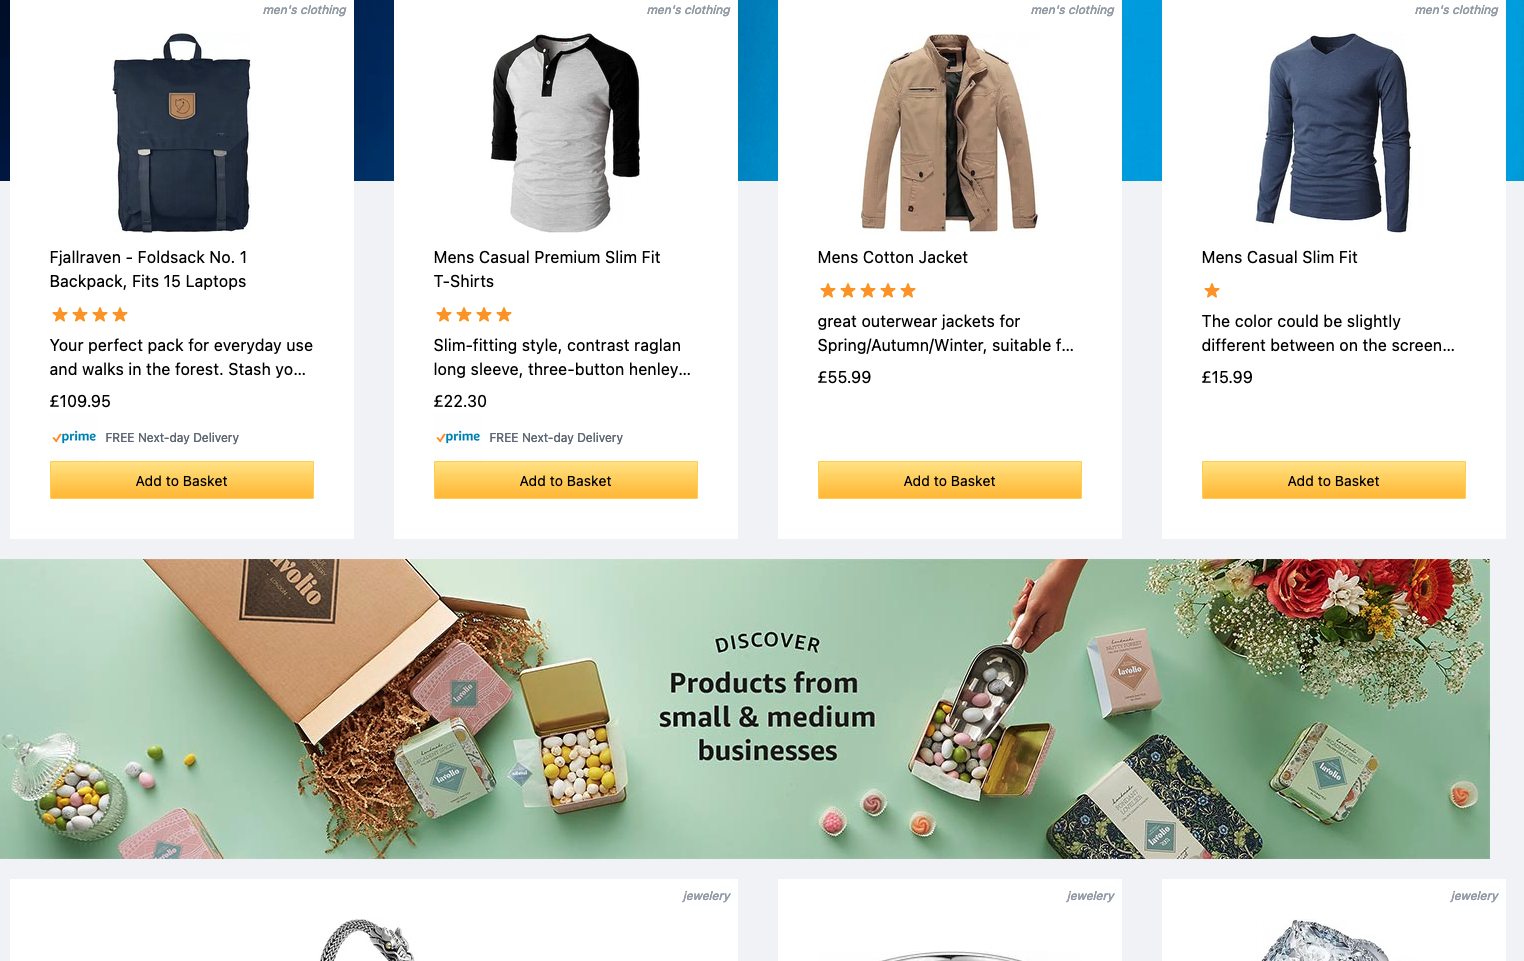 men's clothing
men's clothing
men's clothing
men's clothing
Fjallraven - Foldsack No. 1
Backpack, Fits 15 Laptops
Your perfect pack for everyday use
and walks in the forest. Stash yo...
£109.95
prime FREE Next-day Delivery
Add to Basket
Mens Casual Premium Slim Fit
T-Shirts
Slim-fitting style, contrast raglan
long sleeve, three-button henley...
£22.30
prime FREE Next-day Delivery
Add to Basket
Mens Cotton Jacket
great outerwear jackets for
Spring/Autumn/Winter, suitable f...
£55.99
Add to Basket
Mens Casual Slim Fit
The color could be slightly
different between on the screen...
£15.99
Add to Basket
LONDON
DISCOVER
Products from
small & medium
businesses
lavolio
lavolio
lavolio
lavolio
lavolio
jewelery
jewelery
jewelery